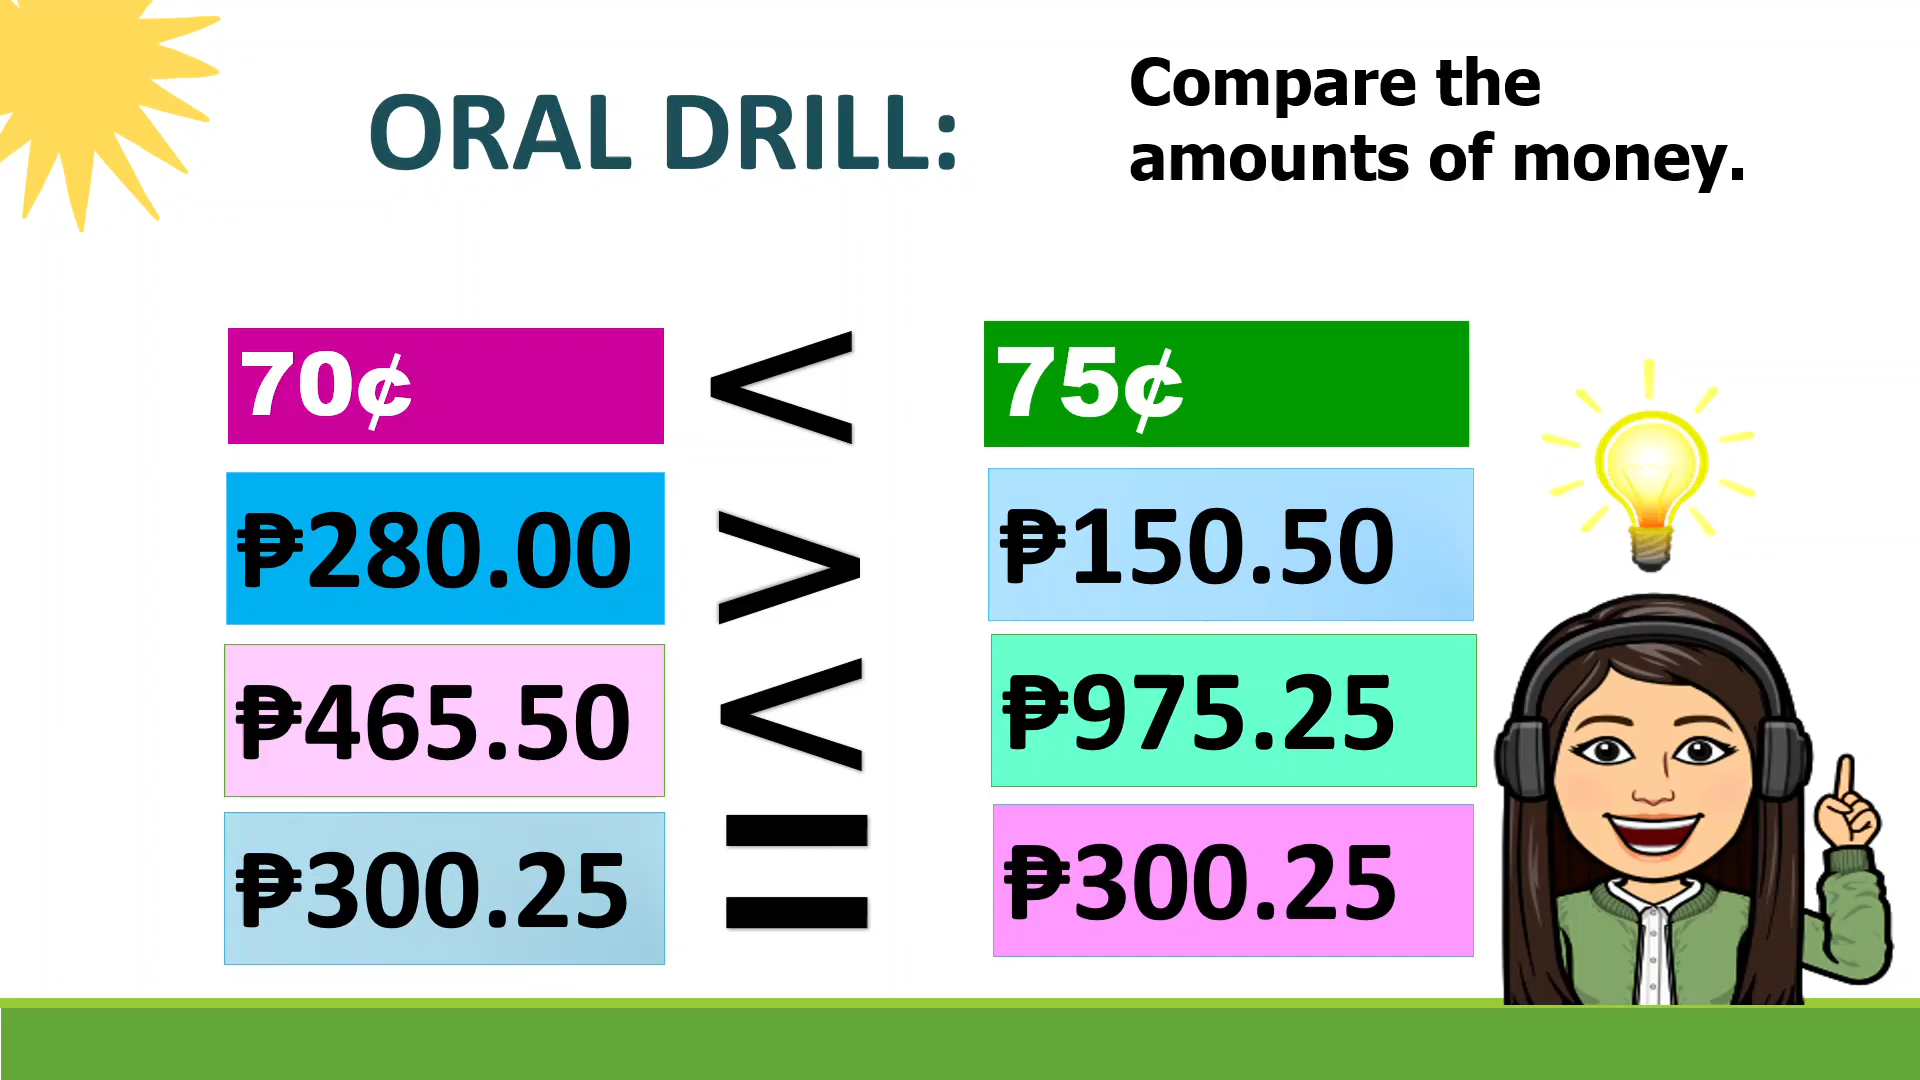 ORAL DRILL:
Compare the
amounts of money.
70¢ < 75¢
₱280.00 > ₱150.50
₱465.50 < ₱975.25
₱300.25 = ₱300.25